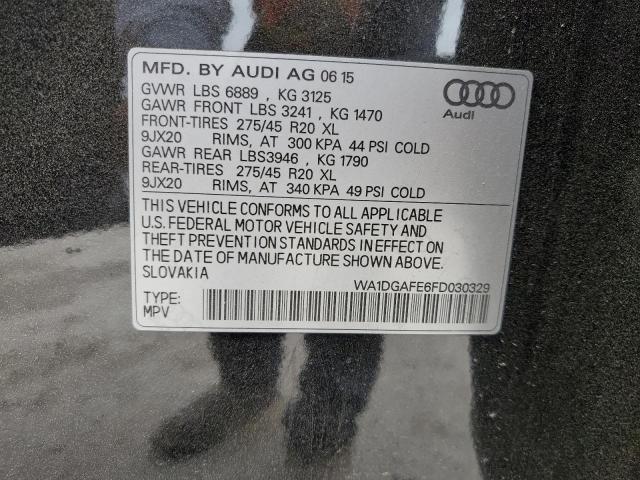 MFD. BY AUDI AG 06 15
GVWR LBS 6889 , KG 3125
GAWR FRONT LBS 3241 , KG 1470
FRONT-TIRES 275/45 R20 XL
9JX20 RIMS, AT 300 KPA 44 PSI COLD
GAWR REAR LBS3946 , KG 1790
REAR-TIRES 275/45 R20 XL
9JX20 RIMS, AT 340 KPA 49 PSI COLD
Audi
THIS VEHICLE CONFORMS TO ALL APPLICABLE
U.S. FEDERAL MOTOR VEHICLE SAFETY AND
THEFT PREVENTION STANDARDS IN EFFECT ON
THE DATE OF MANUFACTURE SHOWN ABOVE.
SLOVAKIA
WA1DGAFE6FD030329
TYPE:
MPV